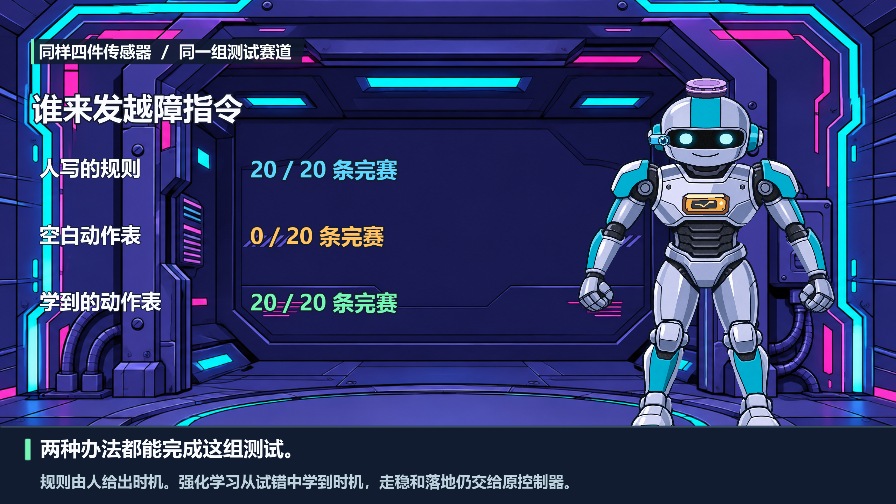 同样四件传感器 / 同一组测试赛道
谁来发越障指令
人写的规则 20 / 20 条完赛
空白动作表 0 / 20 条完赛
学到的动作表 20 / 20 条完赛
两种办法都能完成这组测试。
规则由人给出时机。强化学习从试错中学到时机，走稳和落地仍交给原控制器。